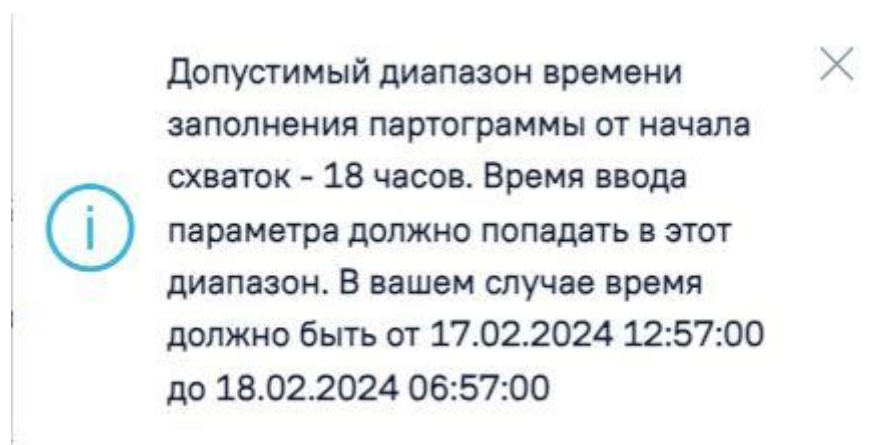 Допустимый диапазон времени
заполнения партограммы от начала
схваток - 18 часов. Время ввода
параметра должно попадать в этот
диапазон. В вашем случае время
должно быть от 17.02.2024 12:57:00
до 18.02.2024 06:57:00